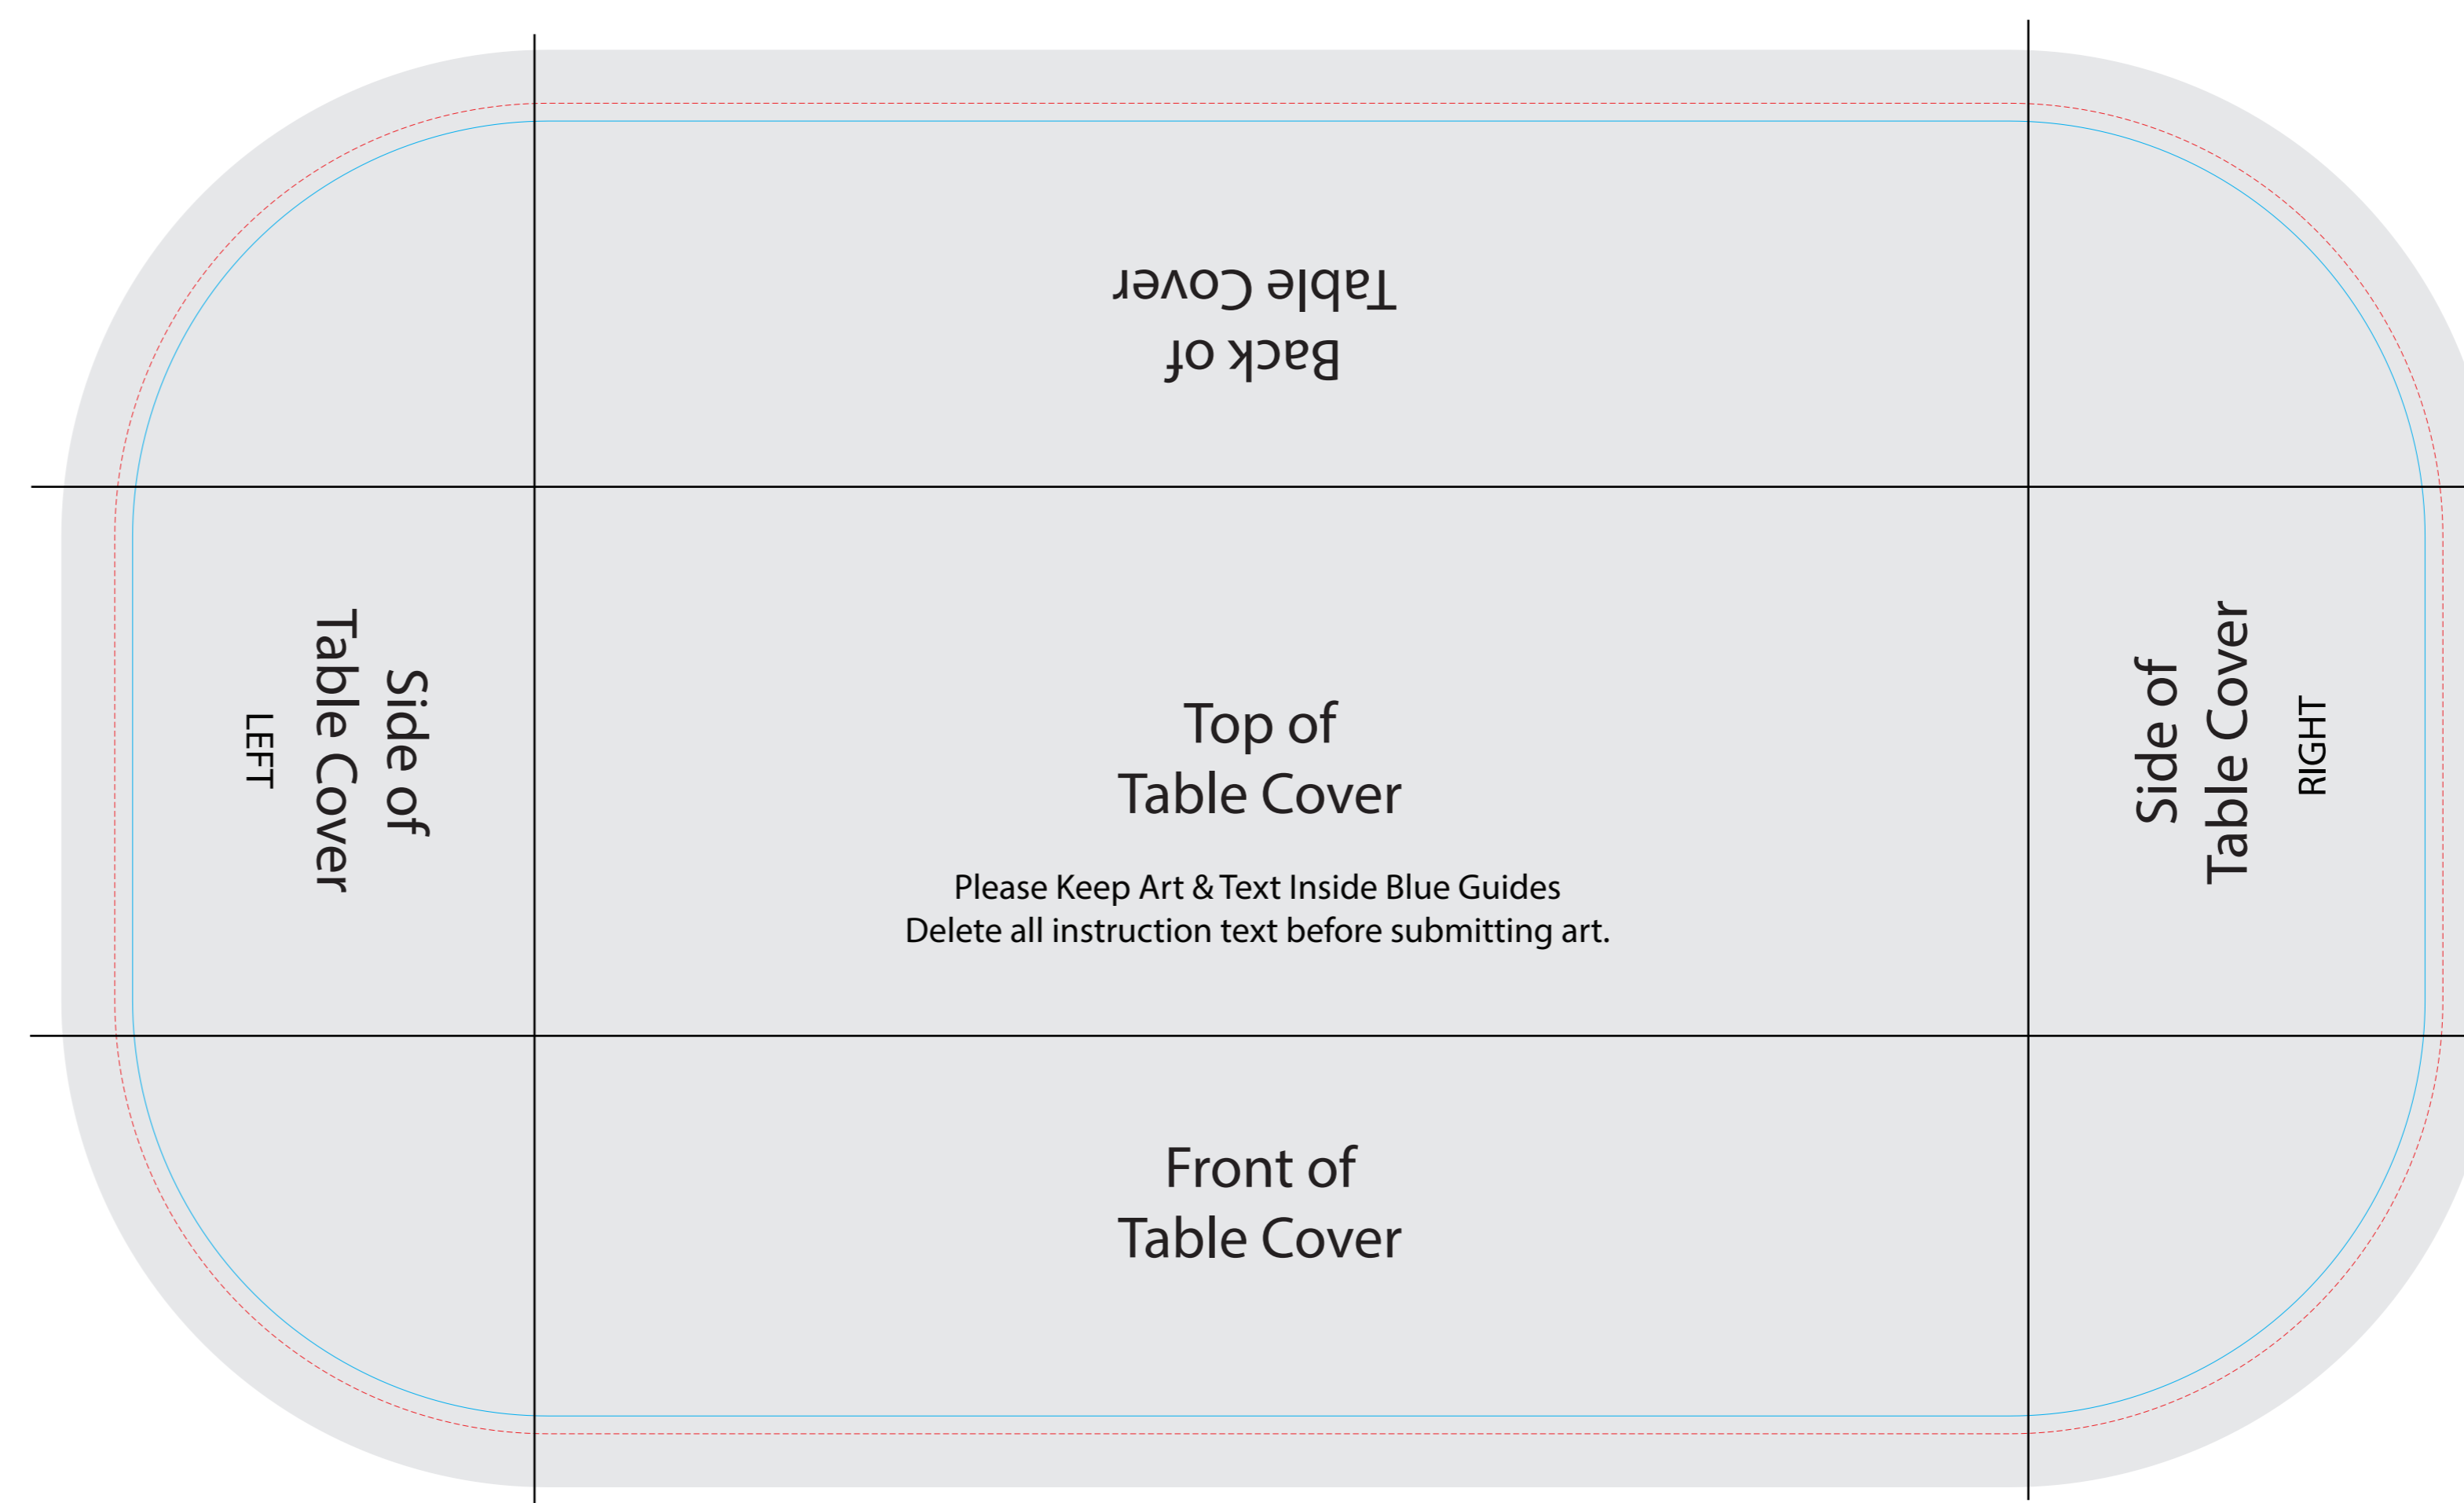 Back of
Table Cover
Side of
Table Cover
LEFT
Top of
Table Cover
Please Keep Art & Text Inside Blue Guides
Delete all instruction text before submitting art.
Side of
Table Cover
RIGHT
Front of
Table Cover